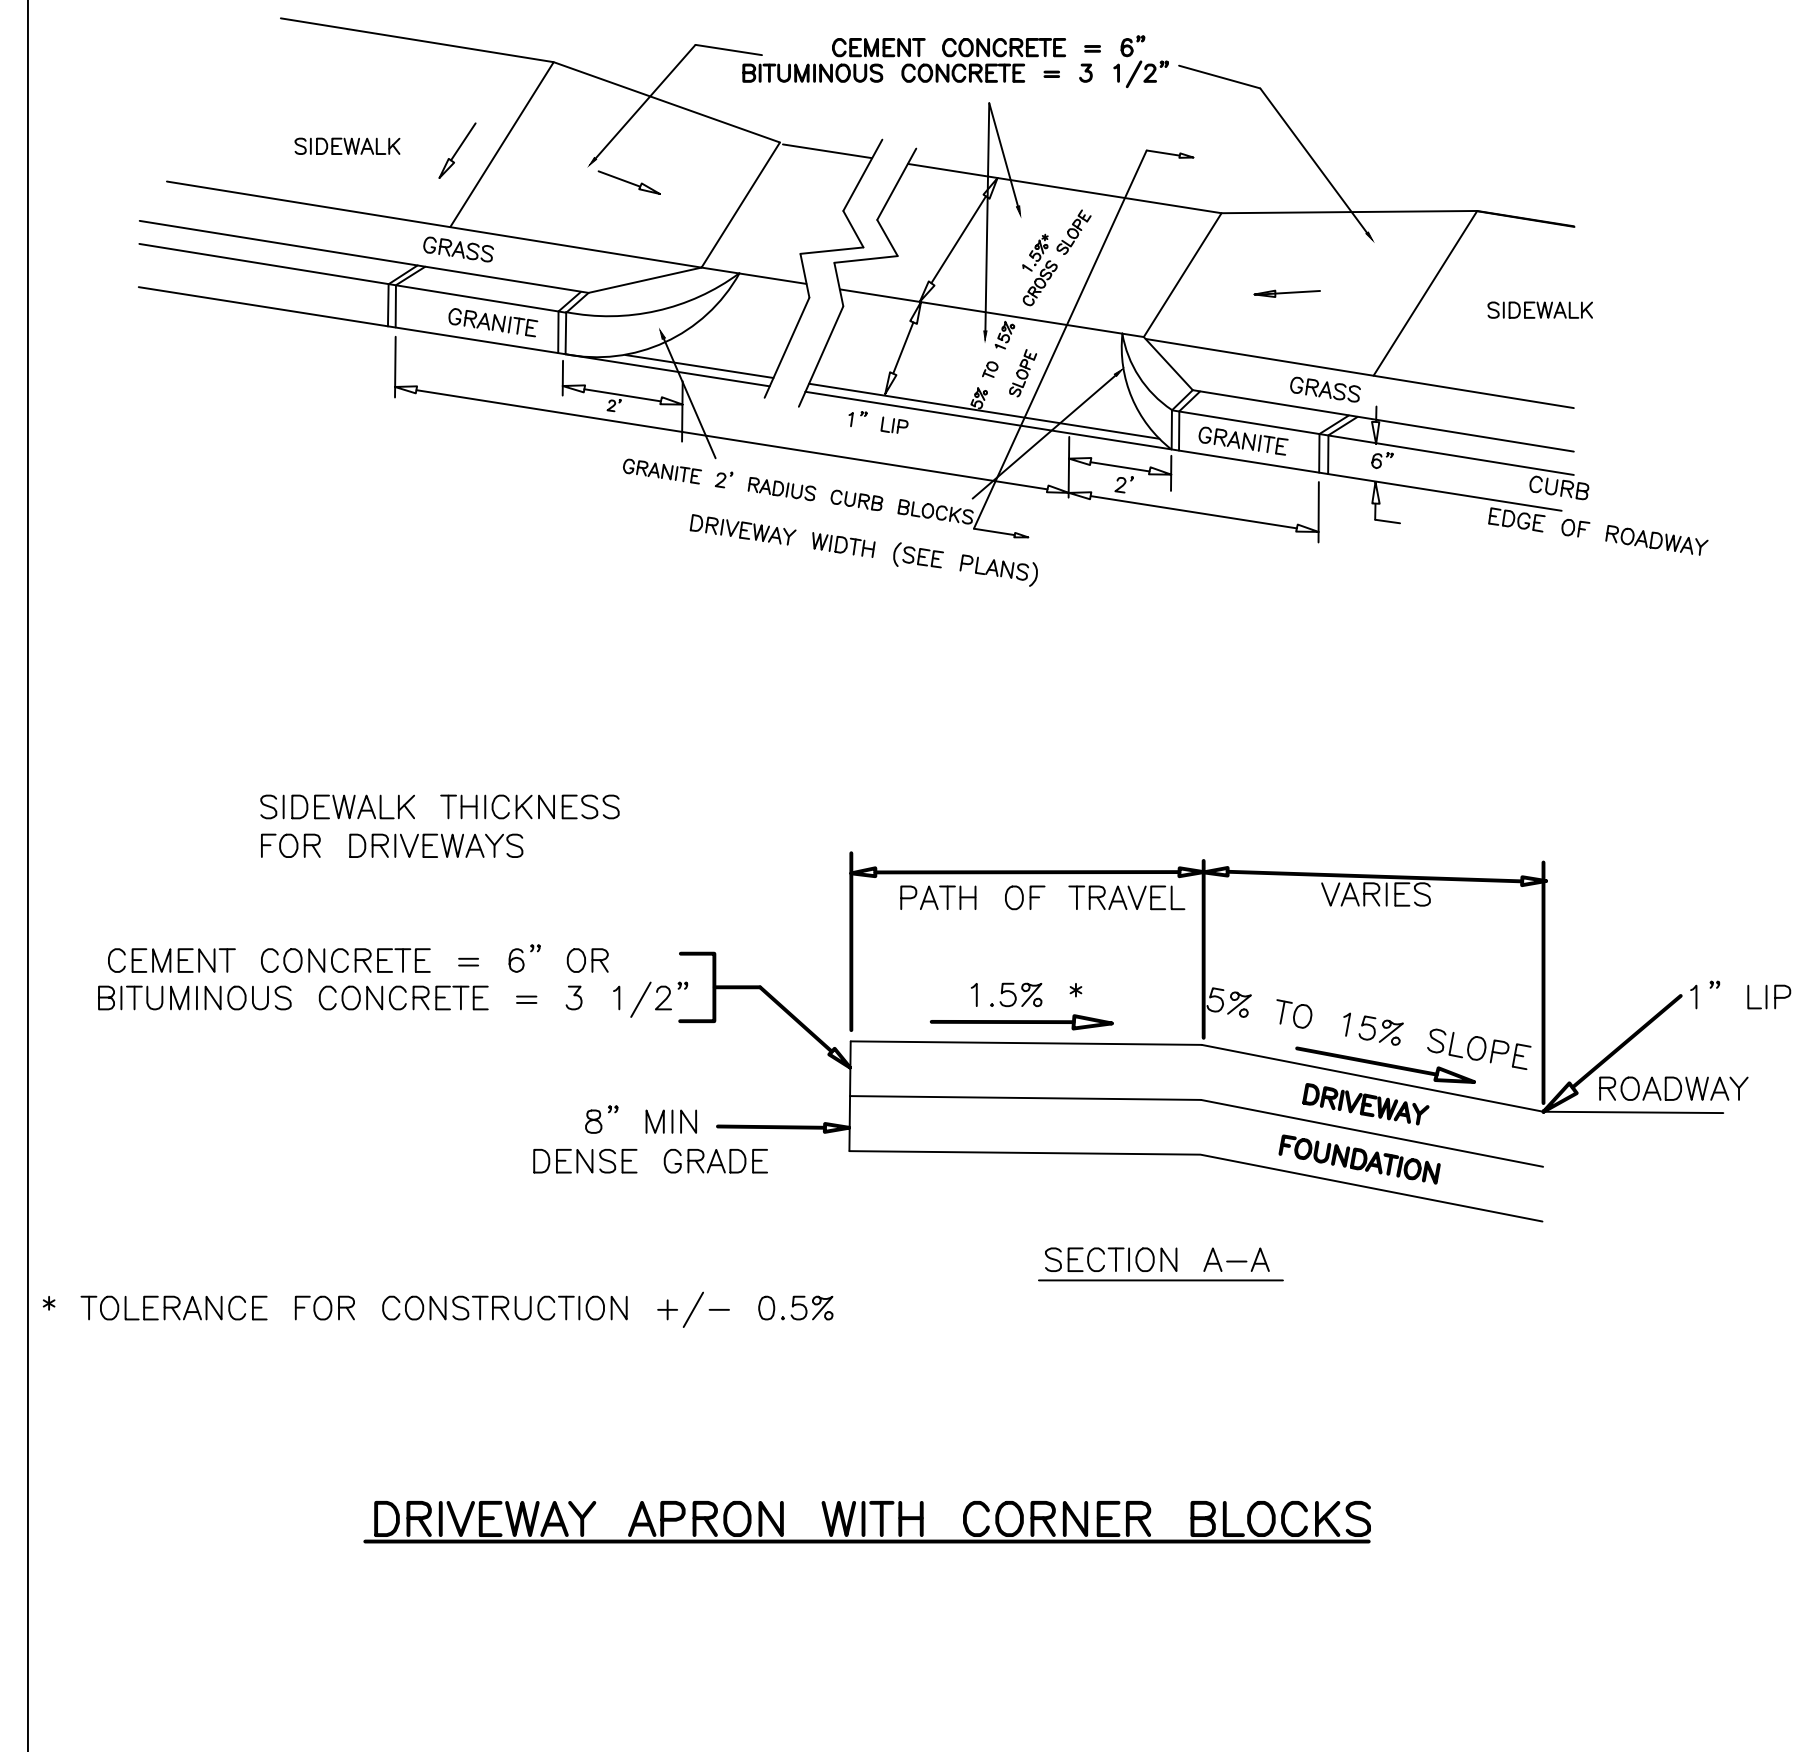 CEMENT CONCRETE = 6”
BITUMINOUS CONCRETE = 3 1/2”
SIDEWALK
GRASS
GRANITE
1.5%*
CROSS SLOPE
5% TO 15%
SLOPE
SIDEWALK
GRASS
GRANITE
2'
1” LIP
2'
6”
CURB
EDGE OF ROADWAY
GRANITE 2' RADIUS CURB BLOCKS
DRIVEWAY WIDTH (SEE PLANS)
SIDEWALK THICKNESS
FOR DRIVEWAYS
PATH OF TRAVEL
VARIES
CEMENT CONCRETE = 6” OR
BITUMINOUS CONCRETE = 3 1/2”
1.5% *
5% TO 15% SLOPE
1” LIP
ROADWAY
DRIVEWAY
FOUNDATION
8” MIN
DENSE GRADE
SECTION A-A
* TOLERANCE FOR CONSTRUCTION +/- 0.5%
DRIVEWAY APRON WITH CORNER BLOCKS